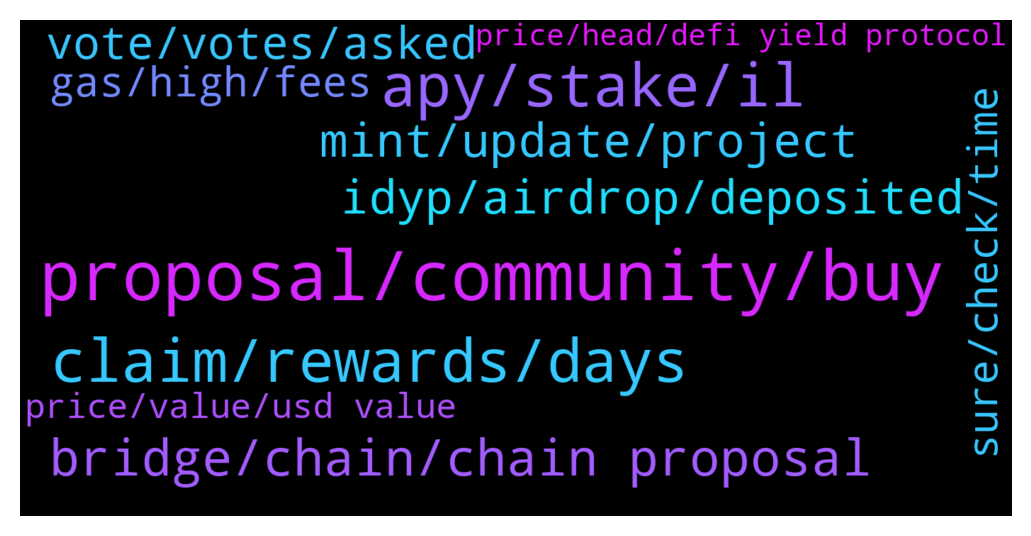 vote/votes/asked
price/head/defi yield protocol
gas/high/fees
apy/stake/il
mint/update/project
idyp/airdrop/deposited
sure/check/time
proposal/community/buy
claim/rewards/days
price/value/usd value
bridge/chain/chain proposal